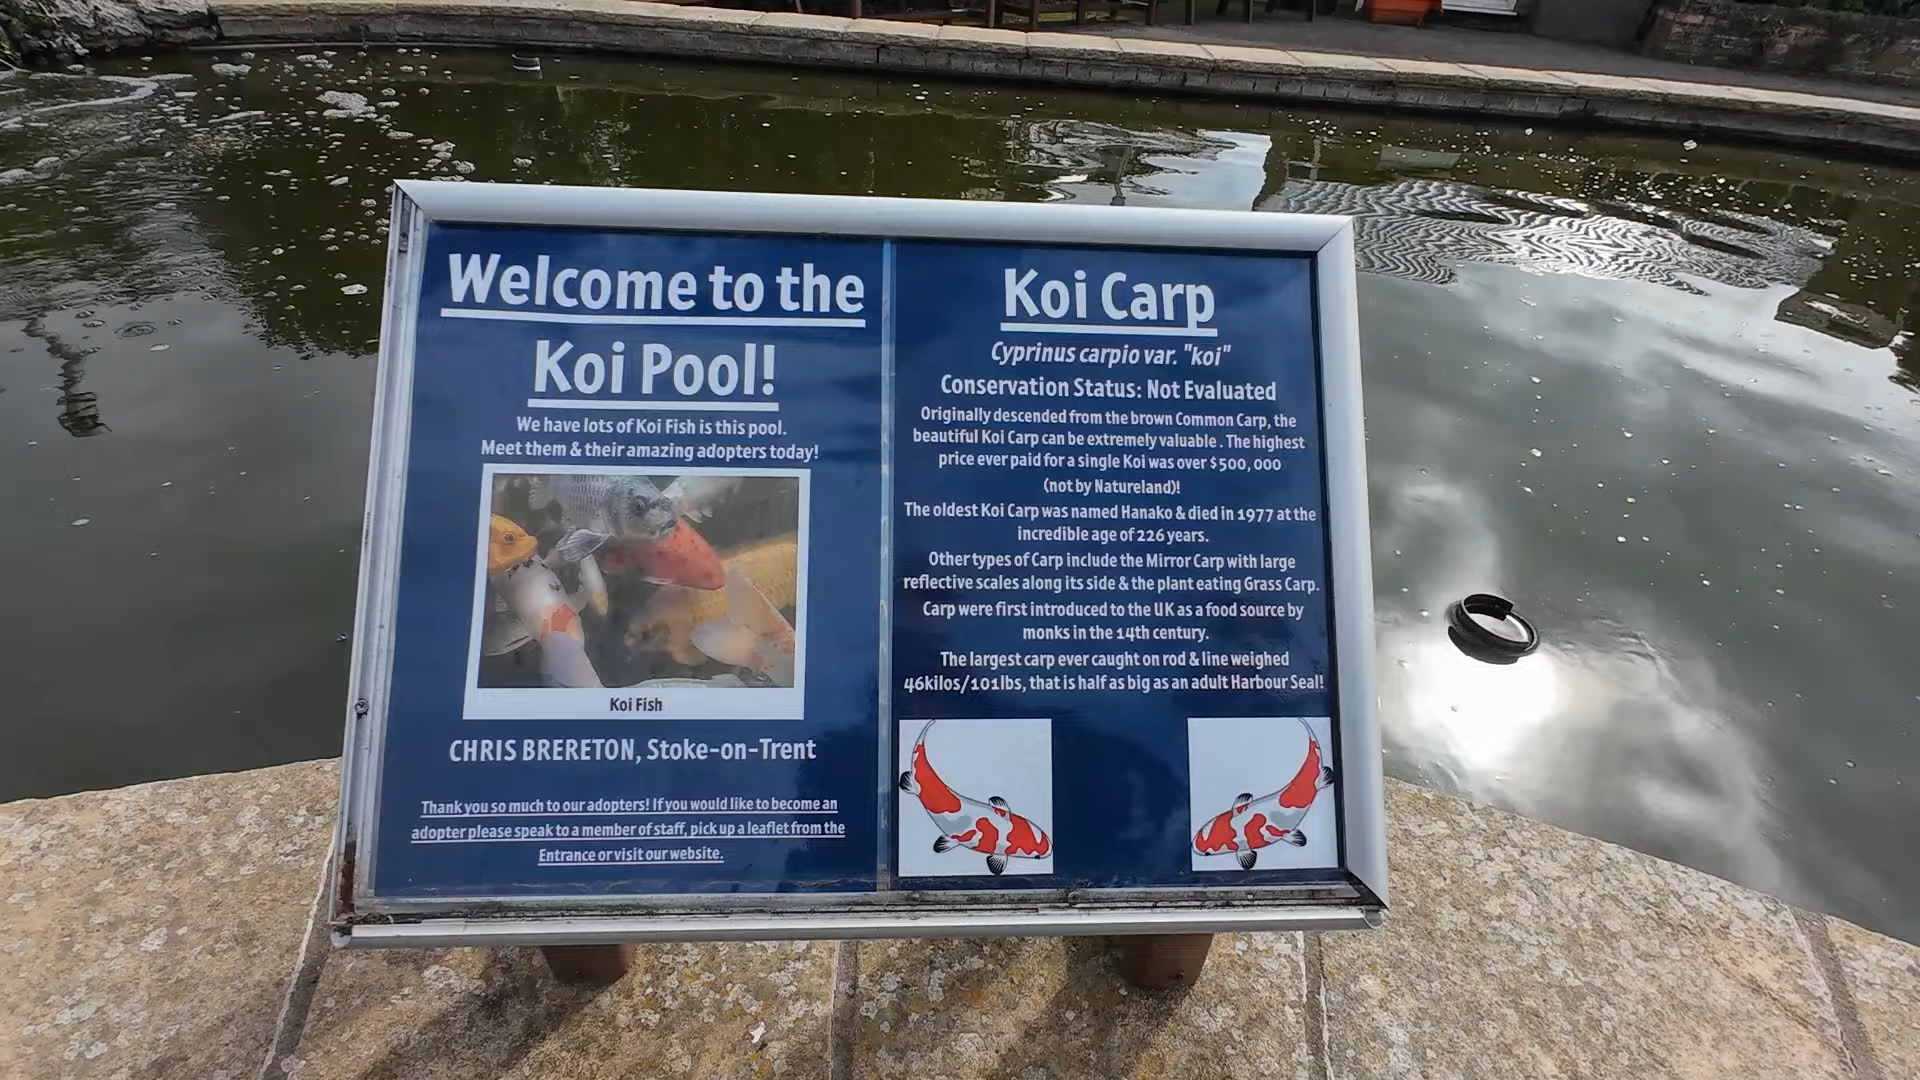 Welcome to the
Koi Pool!
We have lots of Koi Fish is this pool.
Meet them & their amazing adopters today!
Koi Fish
CHRIS BRERETON, Stoke-on-Trent
Thank you so much to our adopters! If you would like to become an
adopter please speak to a member of staff, pick up a leaflet from the
Entrance or visit our website.
Koi Carp
Cyprinus carpio var. "koi"
Conservation Status: Not Evaluated
Originally descended from the brown Common Carp, the
beautiful Koi Carp can be extremely valuable . The highest
price ever paid for a single Koi was over $500, 000
(not by Natureland)!
The oldest Koi Carp was named Hanako & died in 1977 at the
incredible age of 226 years.
Other types of Carp include the Mirror Carp with large
reflective scales along its side & the plant eating Grass Carp.
Carp were first introduced to the UK as a food source by
monks in the 14th century.
The largest carp ever caught on rod & line weighed
46kilos/101lbs, that is half as big as an adult Harbour Seal!